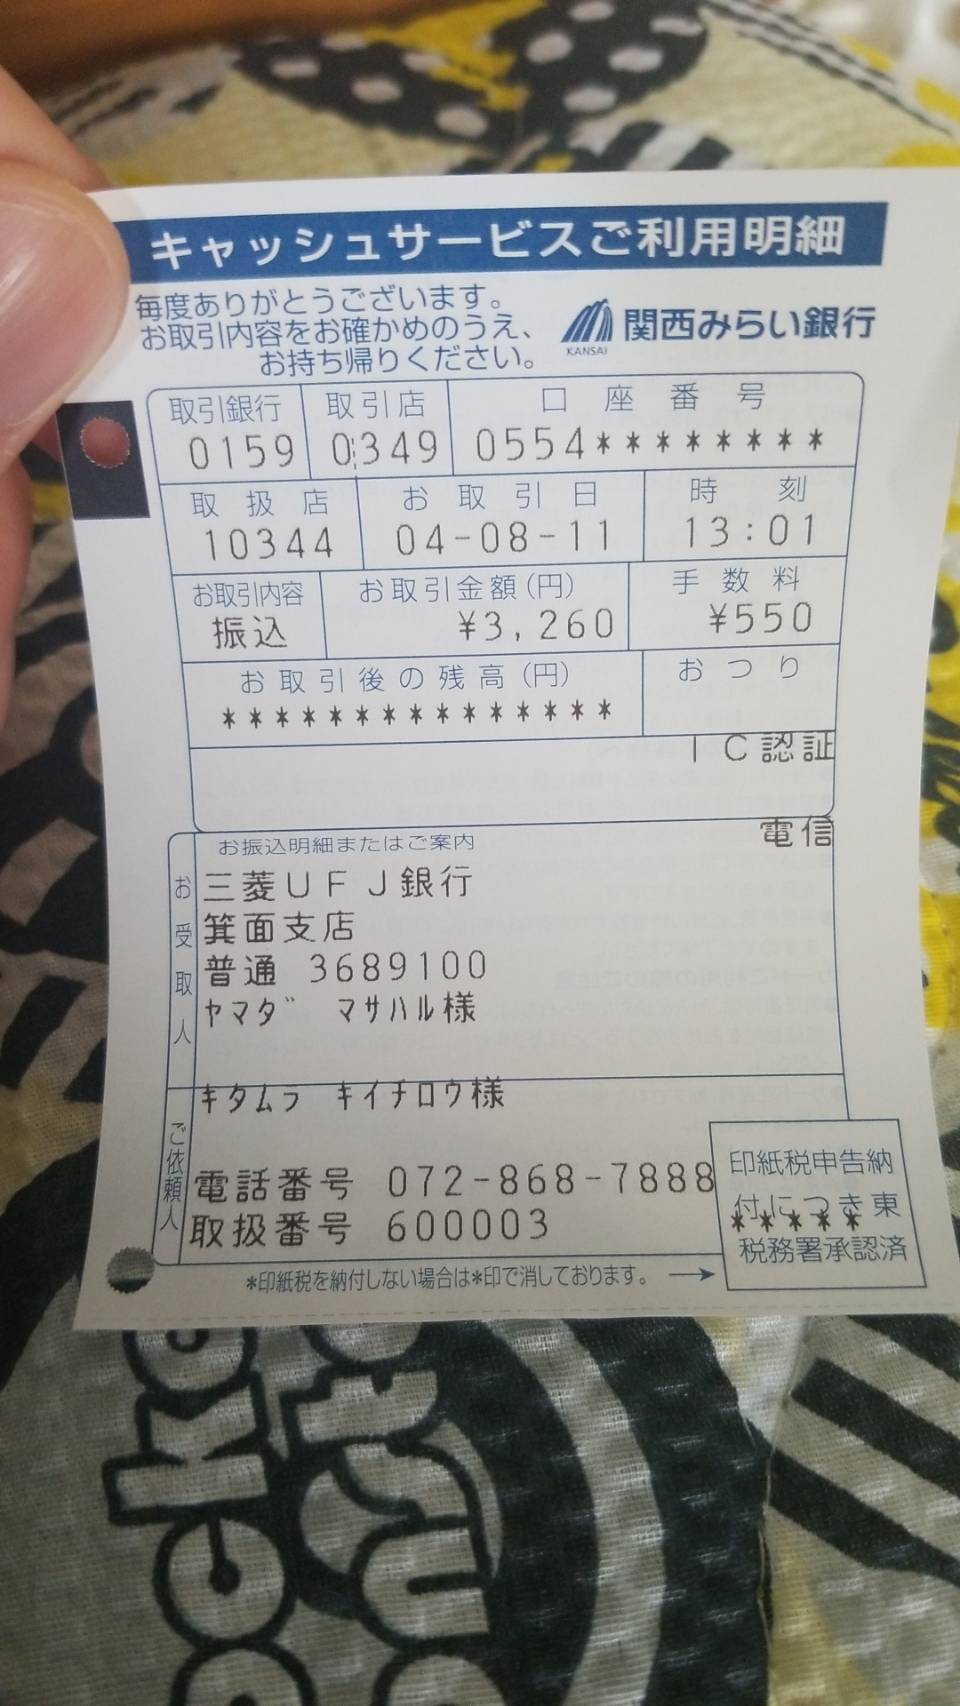 キャッシュサービスご利用明細
毎度ありがとうございます。
お取引内容をお確かめのうえ、
お持ち帰りください。
KANSAI
関西みらい銀行
取引銀行 取引店 口座番号
0159 0349 0554********
取扱店 お取引日 時刻
10344 04-08-11 13:01
お取引内容 お取引金額(円) 手数料
振込 ¥3,260 ¥550
お取引後の残高(円) おつり
***************
IC認証
お振込明細またはご案内
電信
お受取人
三菱UFJ銀行
箕面支店
普通 3689100
ヤマダ マサハル様
ご依頼人
キタムラ キイチロウ様
電話番号 072-868-7888
取扱番号 600003
印紙税申告納
付につき東
*****
税務署承認済
*印紙税を納付しない場合は*印で消しております。